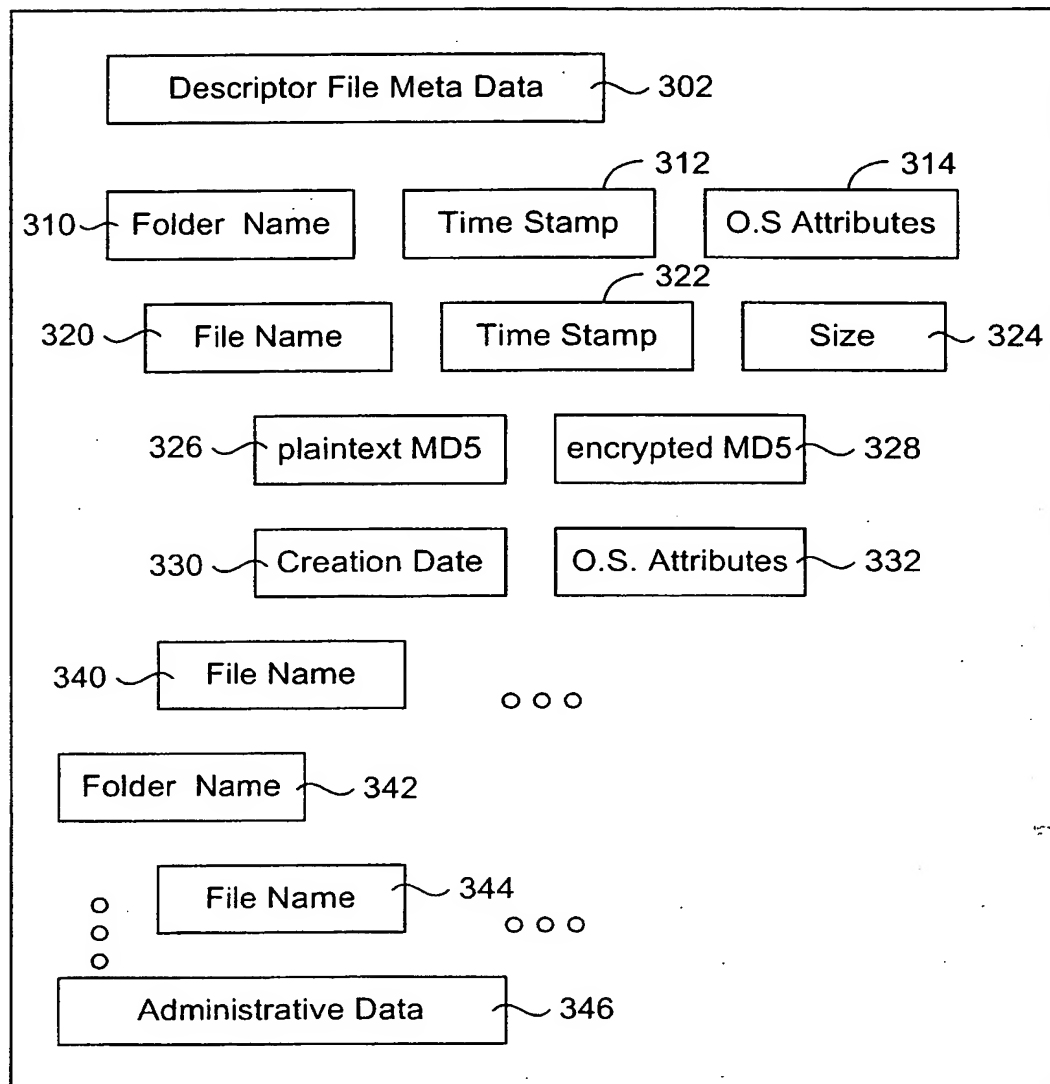 Descriptor File Meta Data 302
312 314
310 Folder Name Time Stamp O.S Attributes
322
320 File Name Time Stamp Size 324
326 plaintext MD5 encrypted MD5 328
330 Creation Date O.S. Attributes 332
340 File Name
Folder Name 342
File Name 344
Administrative Data 346